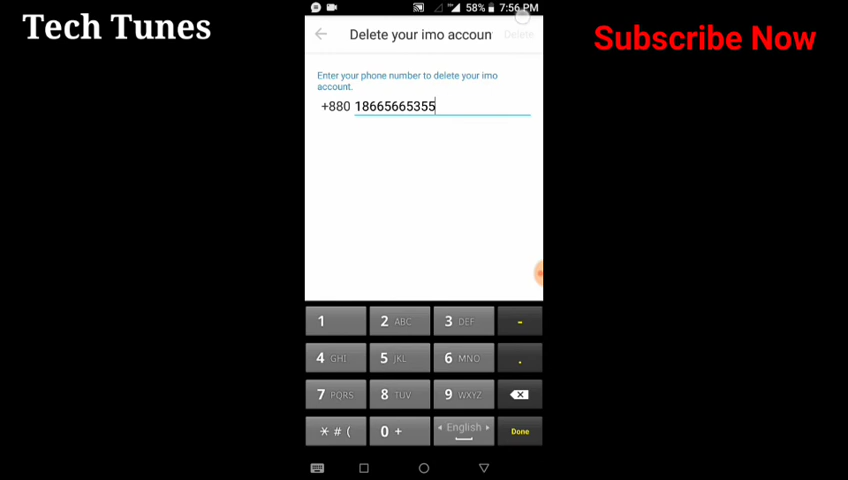 Tech Tunes
Subscribe Now
58% 7:56 PM
Delete your imo accoun
Delete
Enter your phone number to delete your imo
account.
+880 18665665355
1
2 ABC
3 DEF
-
4 GHI
5 JKL
6 MNO
.
7 PQRS
8 TUV
9 WXYZ
* # (
0 +
English
Done